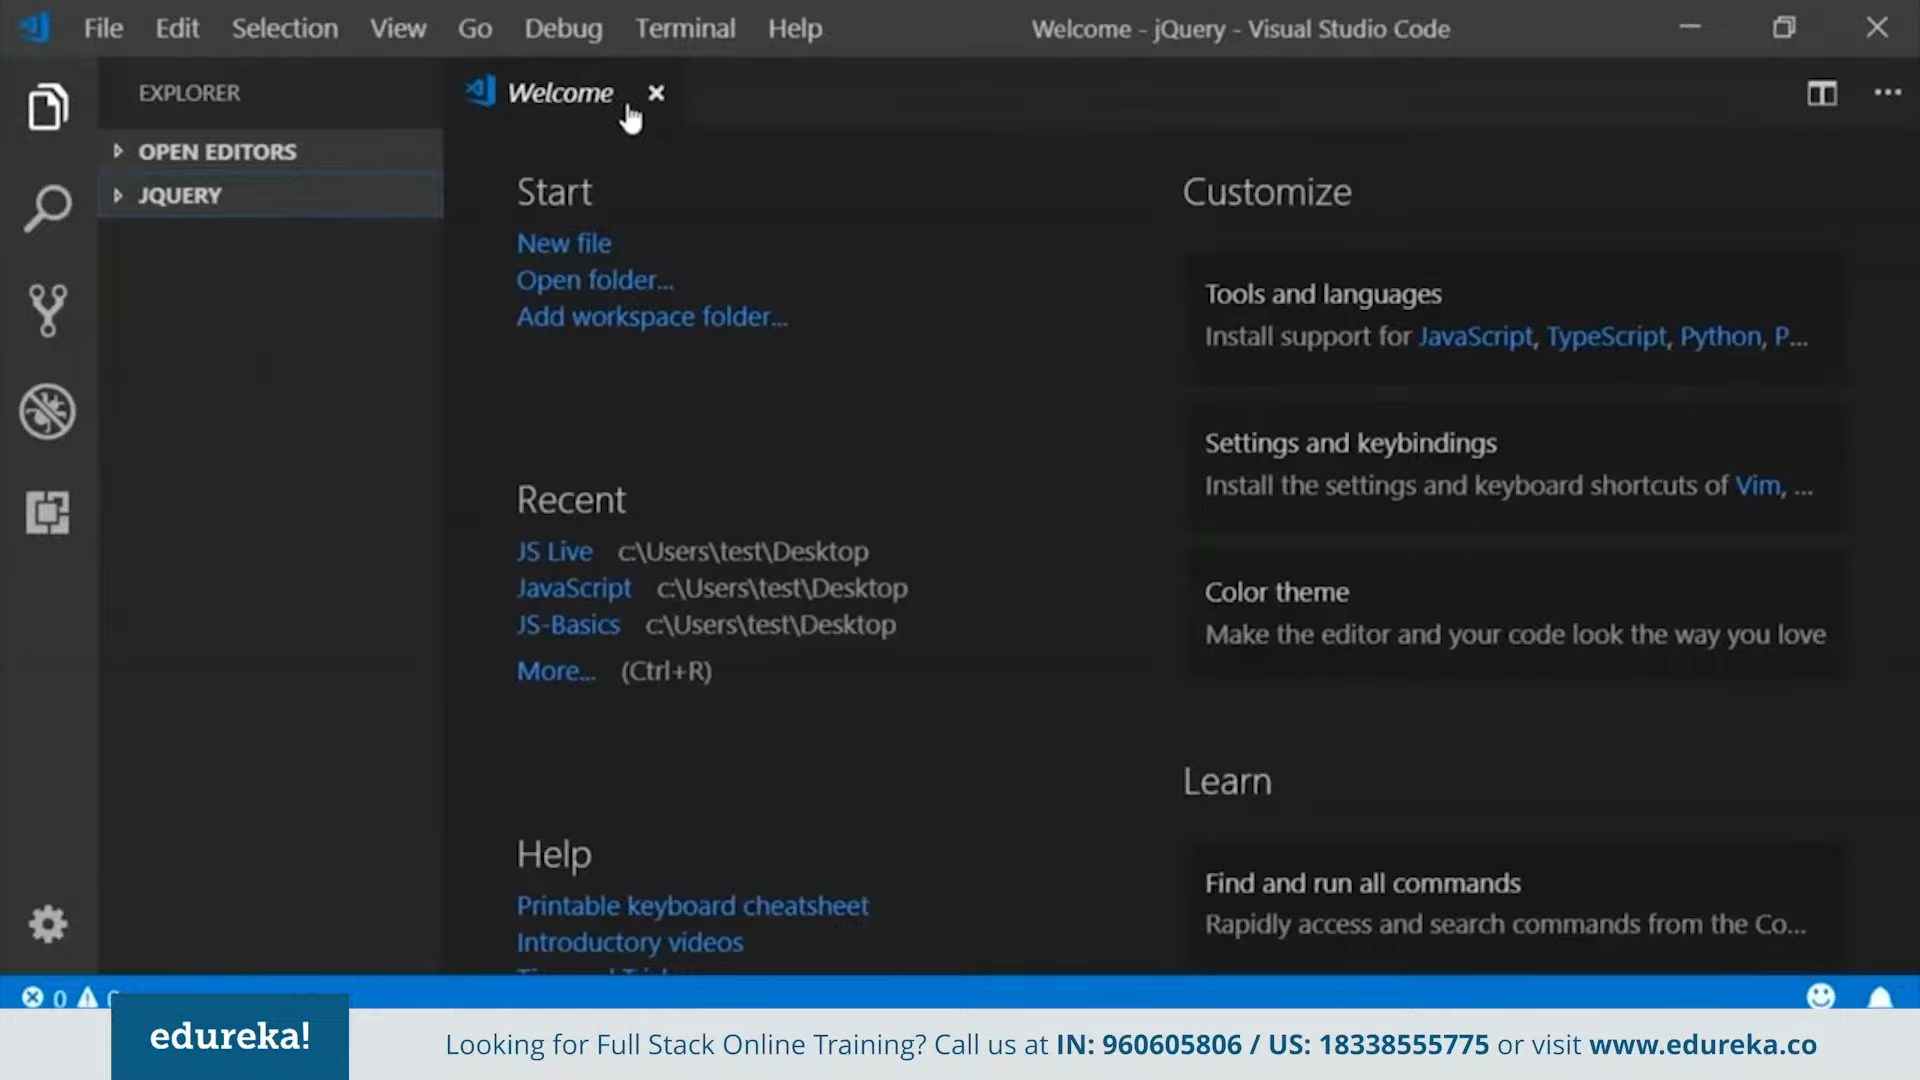 File Edit Selection View Go Debug Terminal Help Welcome - jQuery - Visual Studio Code
EXPLORER
OPEN EDITORS
JQUERY
Welcome
Start
New file
Open folder...
Add workspace folder...
Recent
JS Live c:\Users\test\Desktop
JavaScript c:\Users\test\Desktop
JS-Basics c:\Users\test\Desktop
More... (Ctrl+R)
Help
Printable keyboard cheatsheet
Introductory videos
Customize
Tools and languages
Install support for JavaScript, TypeScript, Python, P...
Settings and keybindings
Install the settings and keyboard shortcuts of Vim, ...
Color theme
Make the editor and your code look the way you love
Learn
Find and run all commands
Rapidly access and search commands from the Co...
0
edureka!
Looking for Full Stack Online Training? Call us at IN: 960605806 / US: 18338555775 or visit www.edureka.co